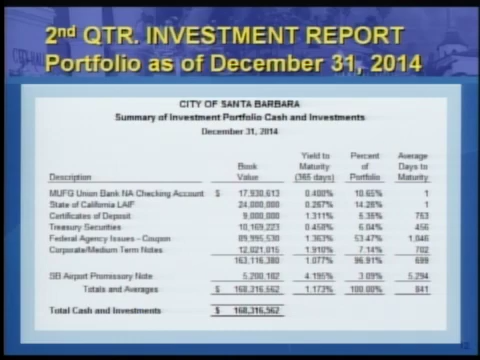 2nd QTR. INVESTMENT REPORT
Portfolio as of December 31, 2014
CITY OF SANTA BARBARA
Summary of Investment Portfolio Cash and Investments
December 31, 2014
Yield to Percent Average
Book Maturity of Days to
Description Value (365 days) Portfolio Maturity
MUFG Union Bank NA Checking Account $ 17,930,613 0.400% 10.65% 1
State of California LAIF 24,000,000 0.267% 14.26% 1
Certificates of Deposit 9,000,000 1.311% 5.35% 753
Treasury Securities 10,169,223 0.458% 6.04% 456
Federal Agency Issues - Coupon 89,995,530 1.363% 53.47% 1,046
Corporate/Medium Term Notes 12,021,015 1.910% 7.14% 702
163,116,380 1.077% 96.91% 699
SB Airport Promissory Note 5,200,182 4.195% 3.09% 5,294
Totals and Averages $ 168,316,562 1.173% 100.00% 841
Total Cash and Investments $ 168,316,562